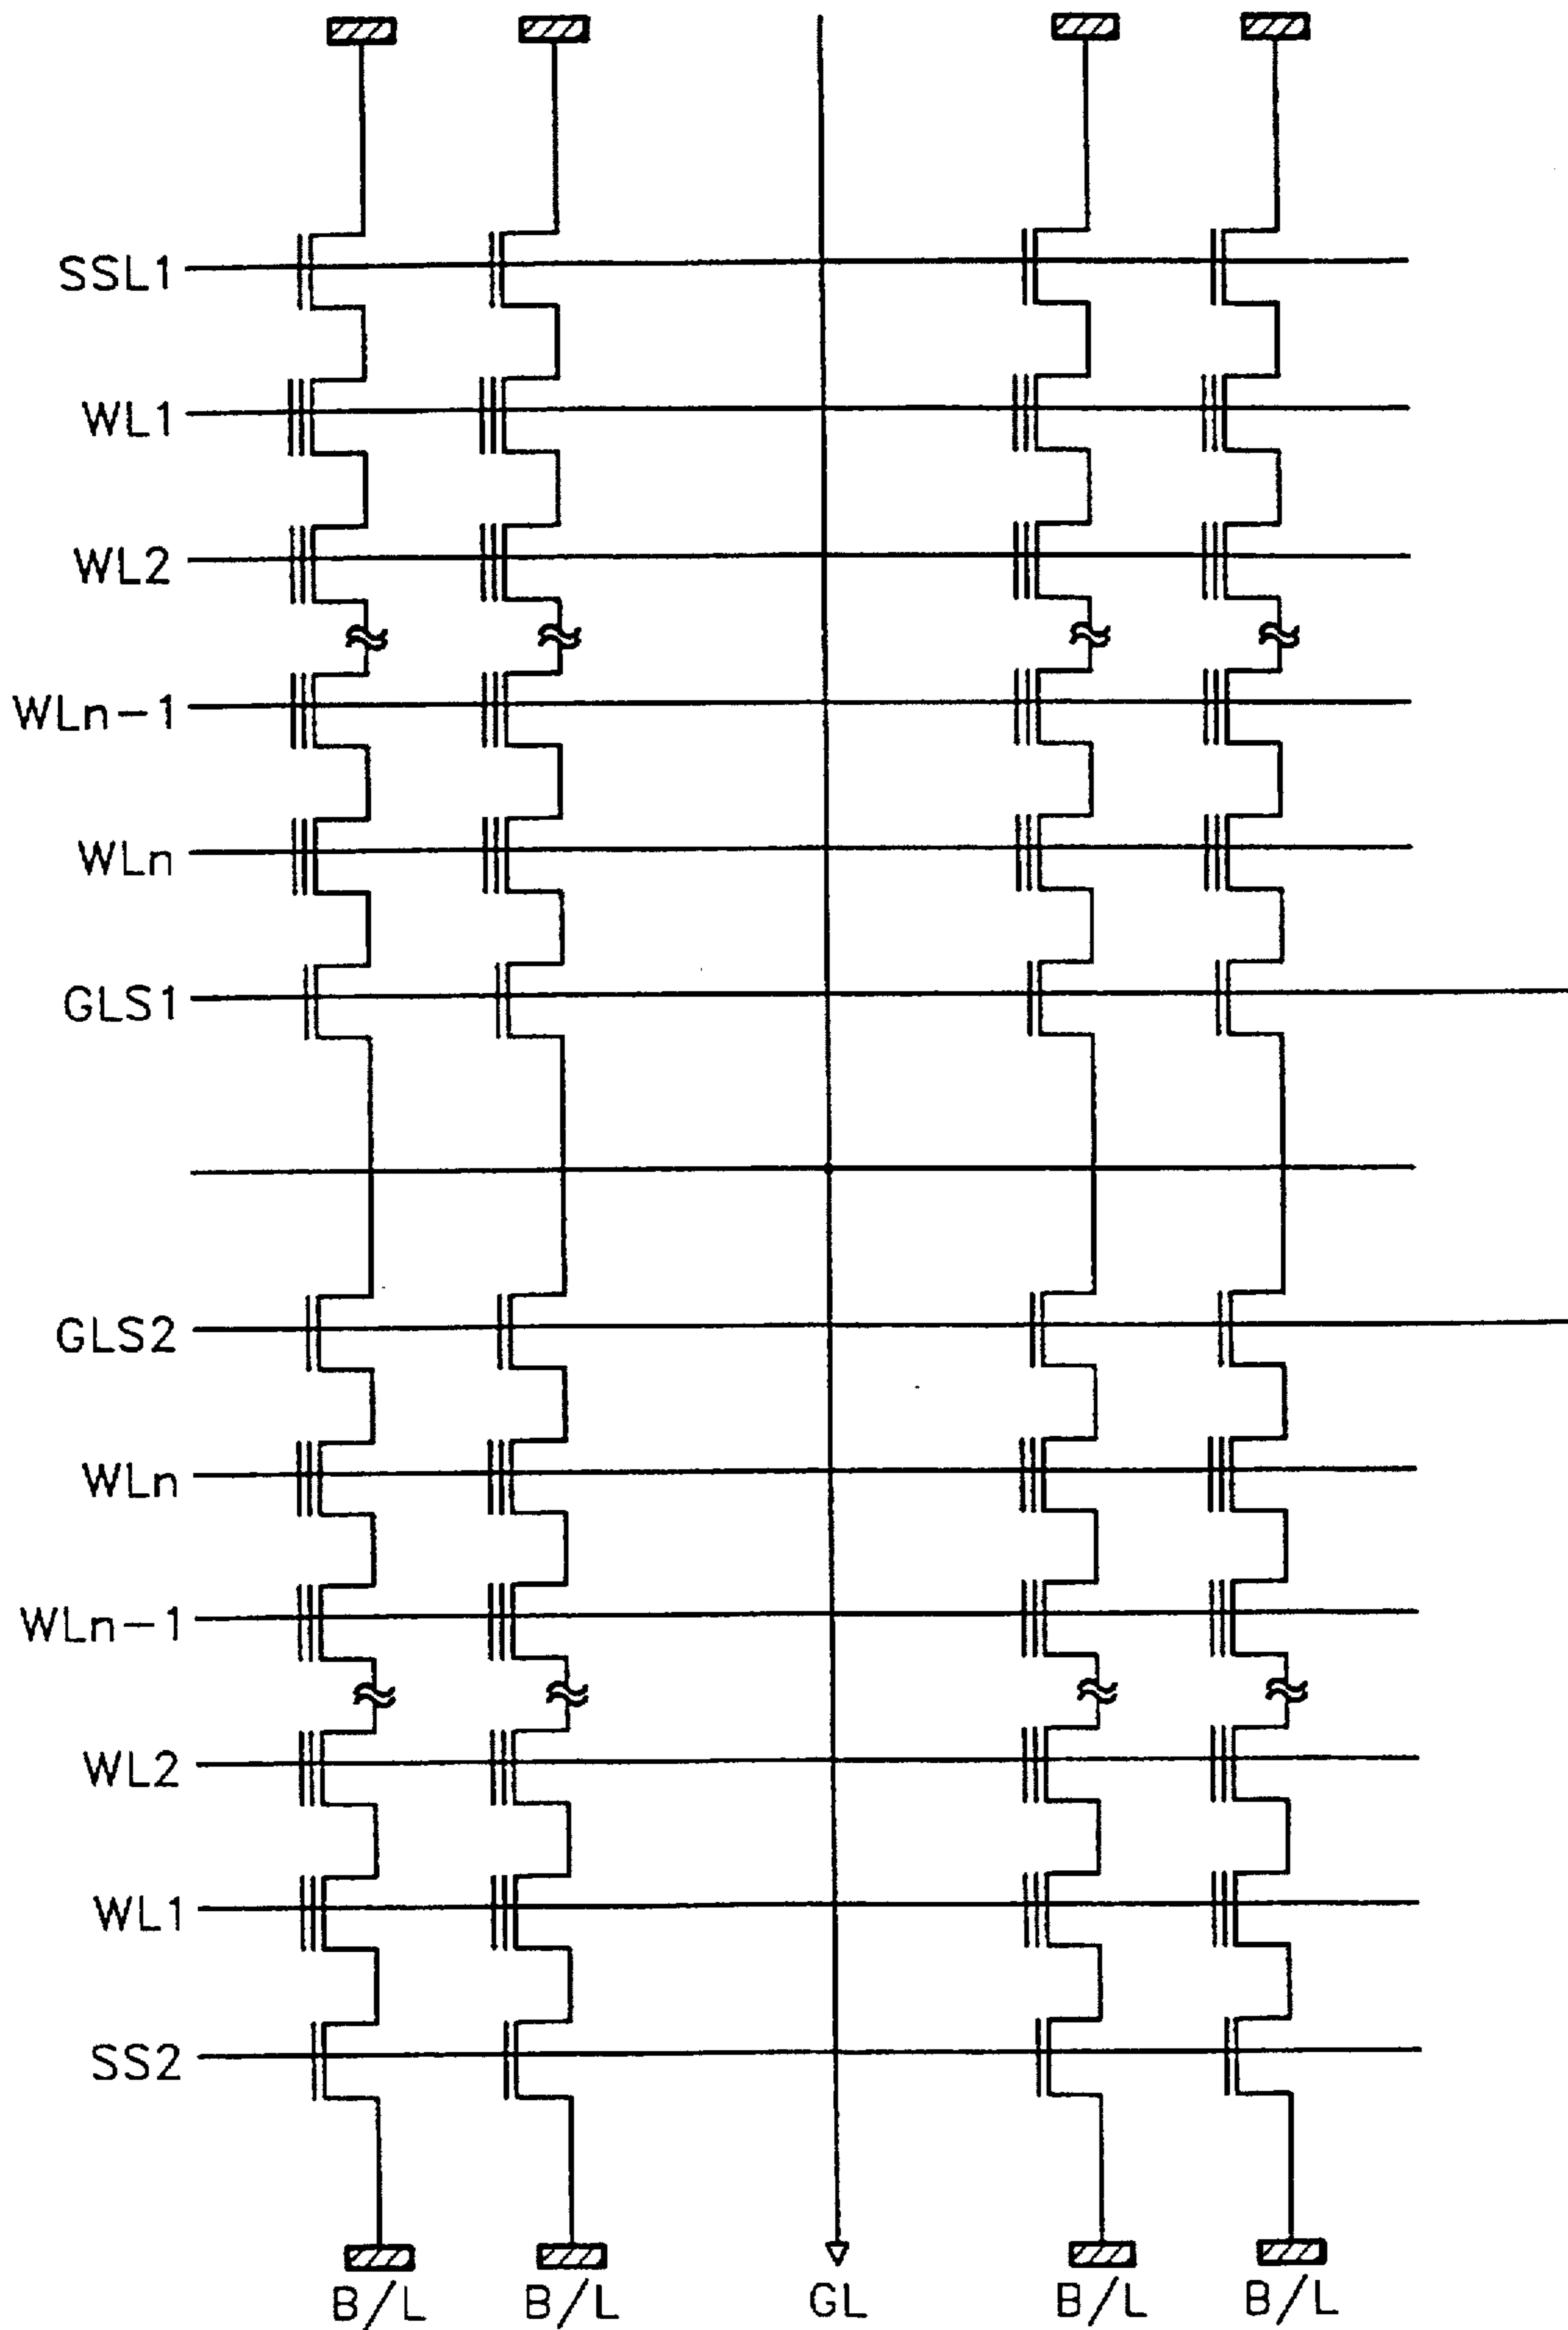 SSL1
WL1
WL2
WLn-1
WLn
GLS1
GLS2
WLn
WLn-1
WL2
WL1
SS2
B/L B/L GL B/L B/L